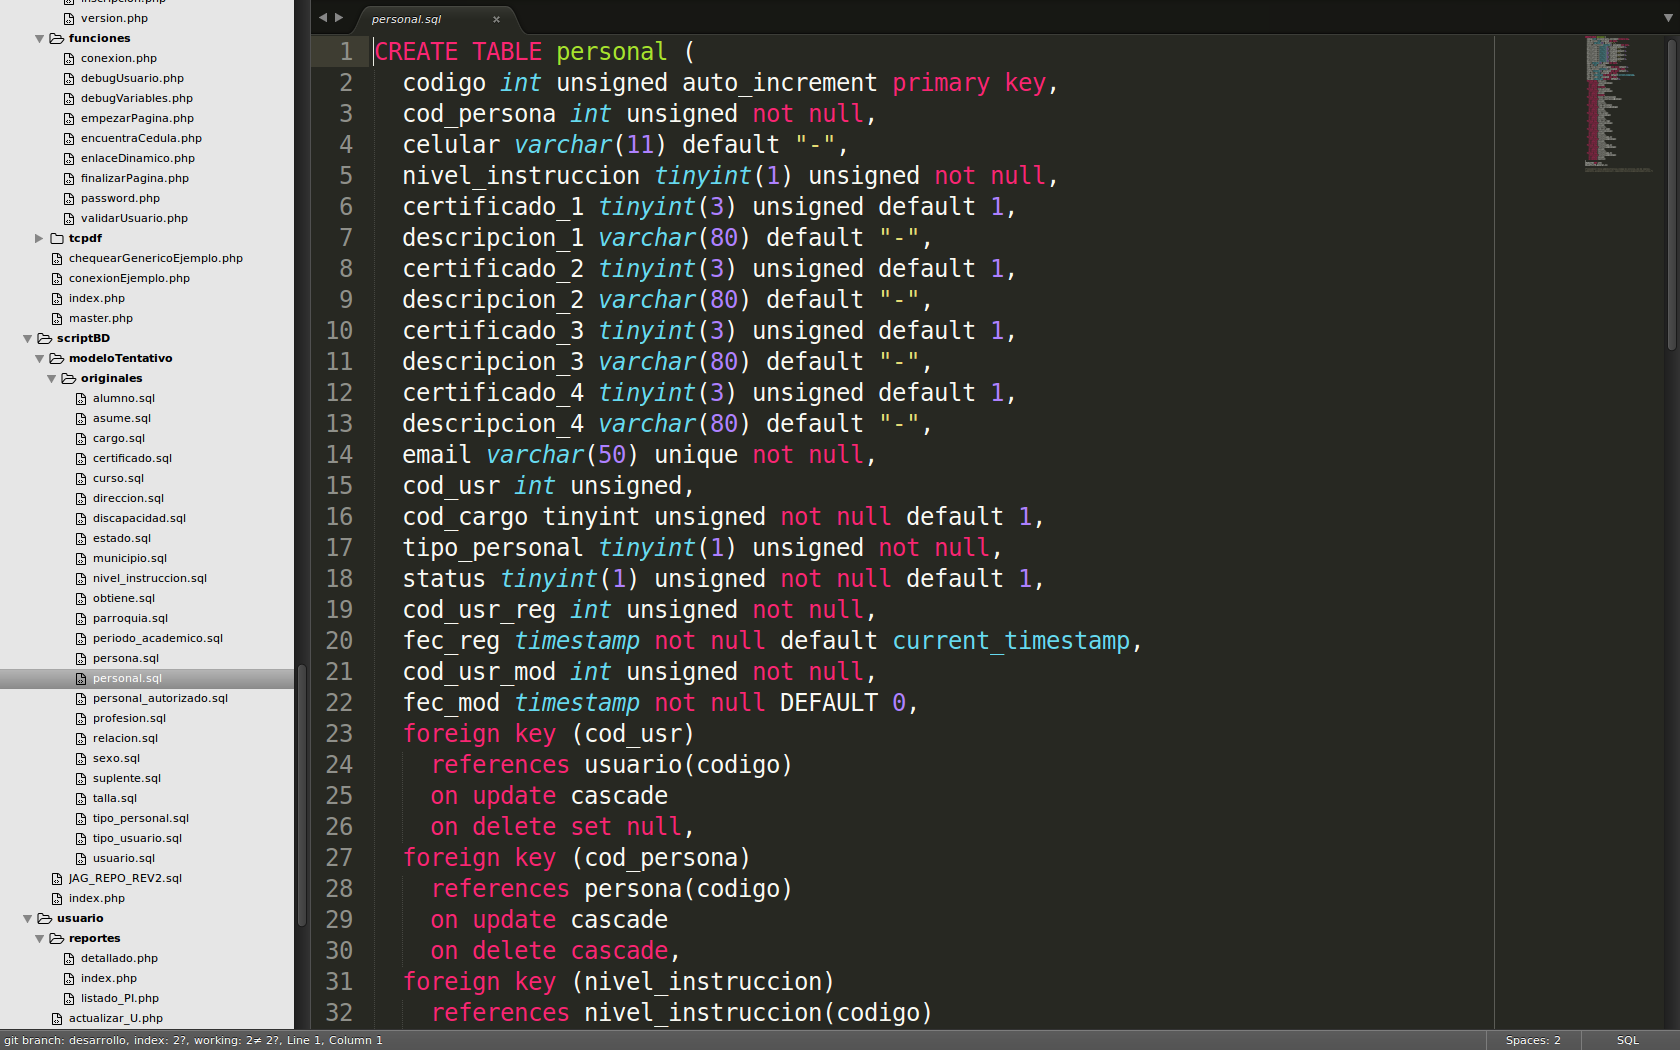 inscripcion.php
version.php
funciones
conexion.php
debugUsuario.php
debugVariables.php
empezarPagina.php
encuentraCedula.php
enlaceDinamico.php
finalizarPagina.php
password.php
validarUsuario.php
tcpdf
chequearGenericoEjemplo.php
conexionEjemplo.php
index.php
master.php
scriptBD
modeloTentativo
originales
alumno.sql
asume.sql
cargo.sql
certificado.sql
curso.sql
direccion.sql
discapacidad.sql
estado.sql
municipio.sql
nivel_instruccion.sql
obtiene.sql
parroquia.sql
periodo_academico.sql
persona.sql
personal.sql
personal_autorizado.sql
profesion.sql
relacion.sql
sexo.sql
suplente.sql
talla.sql
tipo_personal.sql
tipo_usuario.sql
usuario.sql
JAG_REPO_REV2.sql
index.php
usuario
reportes
detallado.php
index.php
listado_PI.php
actualizar_U.php
personal.sql ×
1 CREATE TABLE personal (
2 codigo int unsigned auto_increment primary key,
3 cod_persona int unsigned not null,
4 celular varchar(11) default "-",
5 nivel_instruccion tinyint(1) unsigned not null,
6 certificado_1 tinyint(3) unsigned default 1,
7 descripcion_1 varchar(80) default "-",
8 certificado_2 tinyint(3) unsigned default 1,
9 descripcion_2 varchar(80) default "-",
10 certificado_3 tinyint(3) unsigned default 1,
11 descripcion_3 varchar(80) default "-",
12 certificado_4 tinyint(3) unsigned default 1,
13 descripcion_4 varchar(80) default "-",
14 email varchar(50) unique not null,
15 cod_usr int unsigned,
16 cod_cargo tinyint unsigned not null default 1,
17 tipo_personal tinyint(1) unsigned not null,
18 status tinyint(1) unsigned not null default 1,
19 cod_usr_reg int unsigned not null,
20 fec_reg timestamp not null default current_timestamp,
21 cod_usr_mod int unsigned not null,
22 fec_mod timestamp not null DEFAULT 0,
23 foreign key (cod_usr)
24 references usuario(codigo)
25 on update cascade
26 on delete set null,
27 foreign key (cod_persona)
28 references persona(codigo)
29 on update cascade
30 on delete cascade,
31 foreign key (nivel_instruccion)
32 references nivel_instruccion(codigo)
git branch: desarrollo, index: 2?, working: 2≠ 2?, Line 1, Column 1
Spaces: 2
SQL